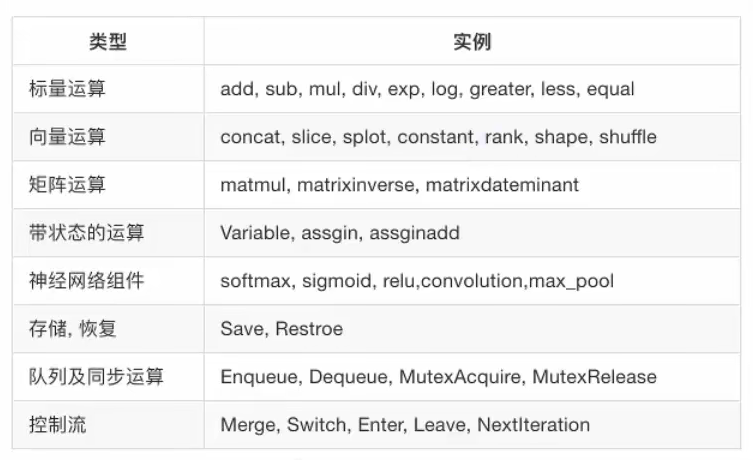 类型 实例
标量运算 add, sub, mul, div, exp, log, greater, less, equal
向量运算 concat, slice, splot, constant, rank, shape, shuffle
矩阵运算 matmul, matrixinverse, matrixdateminant
带状态的运算 Variable, assgin, assginadd
神经网络组件 softmax, sigmoid, relu,convolution,max_pool
存储, 恢复 Save, Restroe
队列及同步运算 Enqueue, Dequeue, MutexAcquire, MutexRelease
控制流 Merge, Switch, Enter, Leave, NextIteration